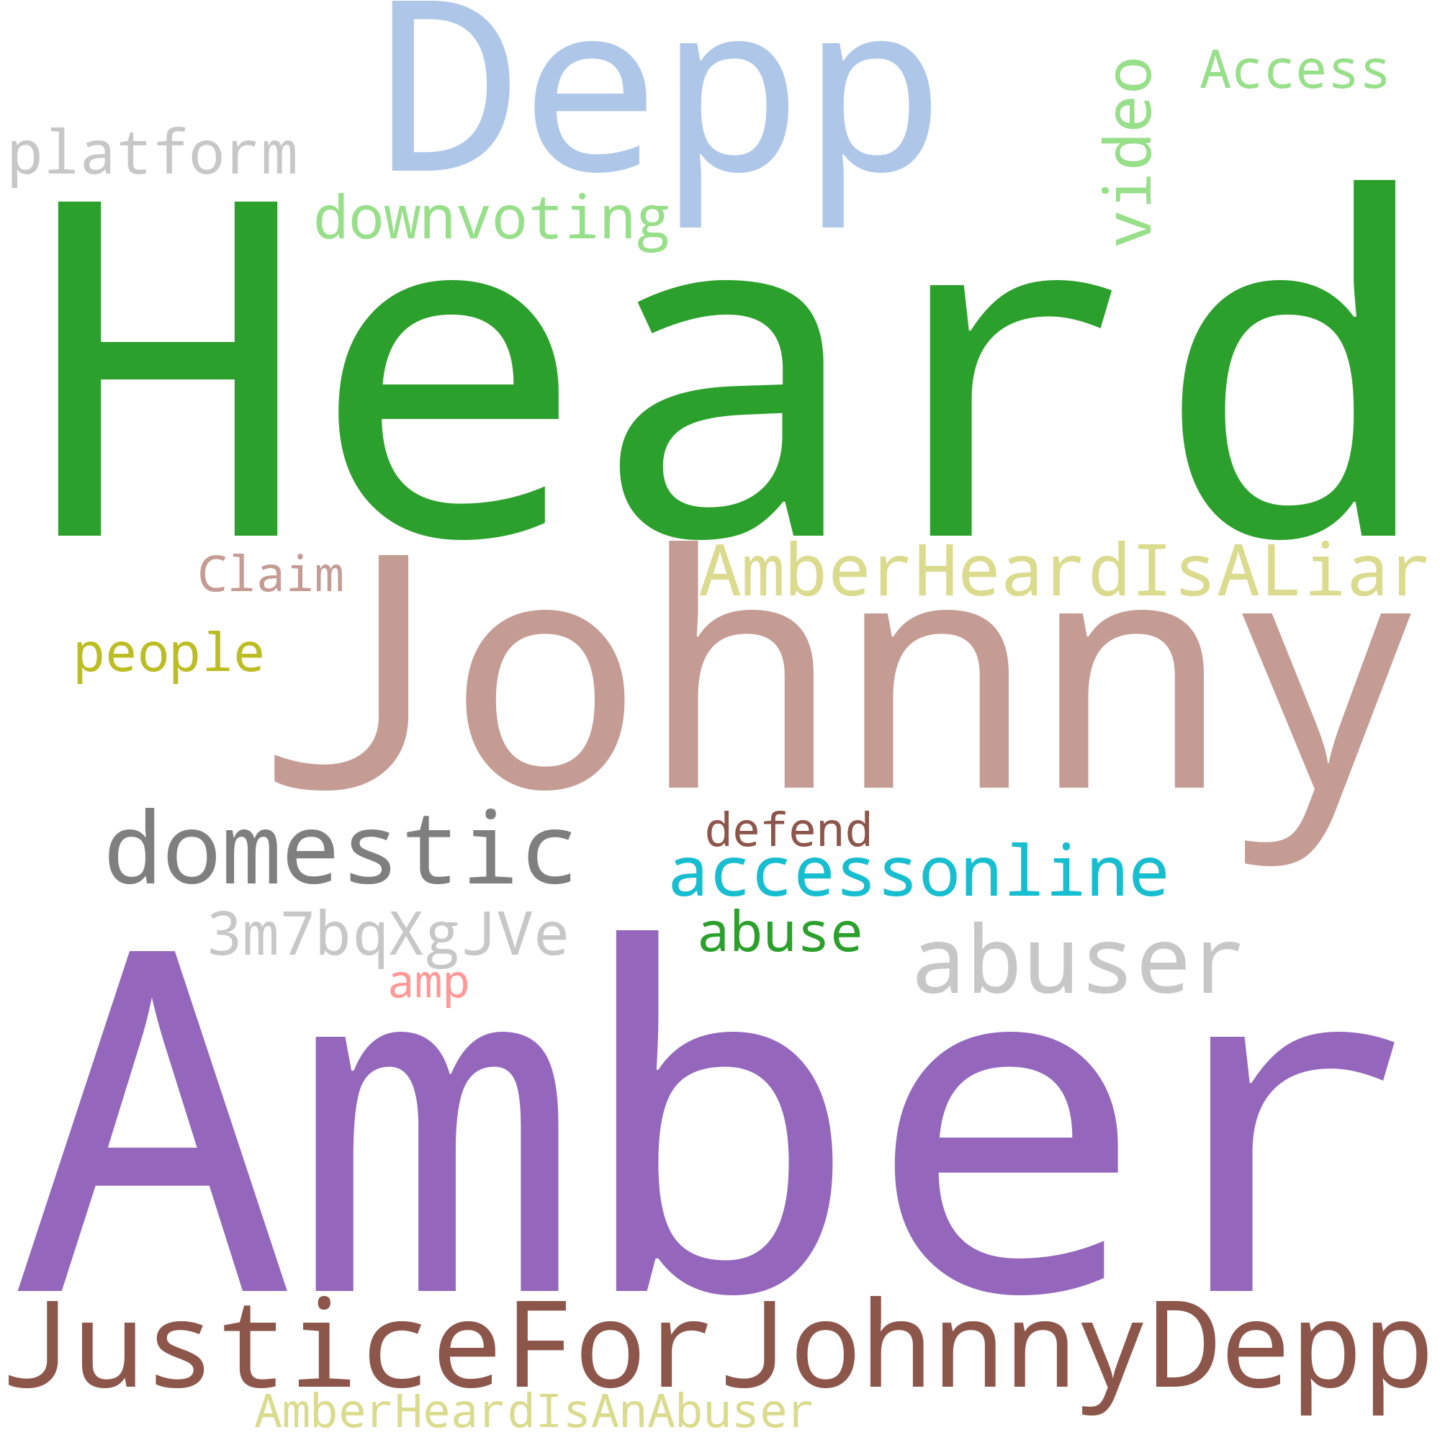 Depp
Access
video
platform
downvoting
Heard
Claim
AmberHeardIsALiar
people
Johnny
domestic
defend
accessonline
3m7bqXgJVe
abuse
abuser
amp
Amber
JusticeForJohnnyDepp
AmberHeardIsAnAbuser